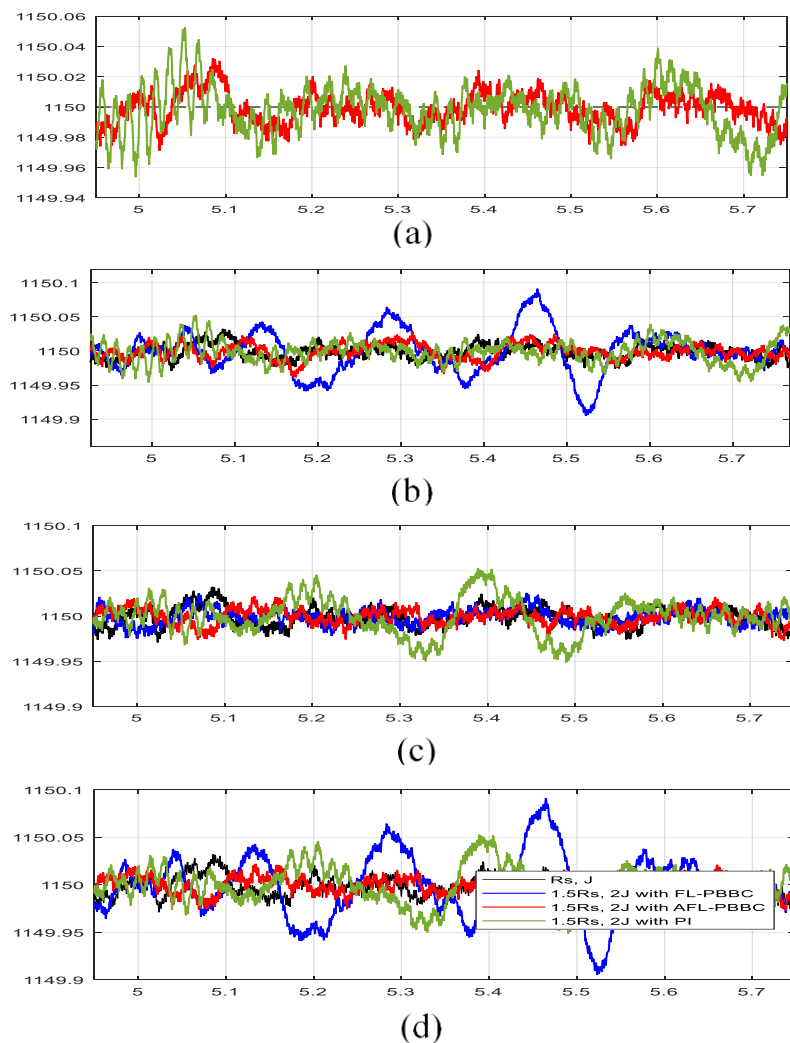 1150.06
1150.04
1150.02
1150
1149.98
1149.96
1149.94
5 5.1 5.2 5.3 5.4 5.5 5.6 5.7
(a)
1150.1
1150.05
1150
1149.95
1149.9
5 5.1 5.2 5.3 5.4 5.5 5.6 5.7
(b)
1150.1
1150.05
1150
1149.95
1149.9
5 5.1 5.2 5.3 5.4 5.5 5.6 5.7
(c)
1150.1
1150.05
1150
1149.95
1149.9
Rs, J
1.5Rs, 2J with FL-PBBC
1.5Rs, 2J with AFL-PBBC
1.5Rs, 2J with PI
5 5.1 5.2 5.3 5.4 5.5 5.6 5.7
(d)